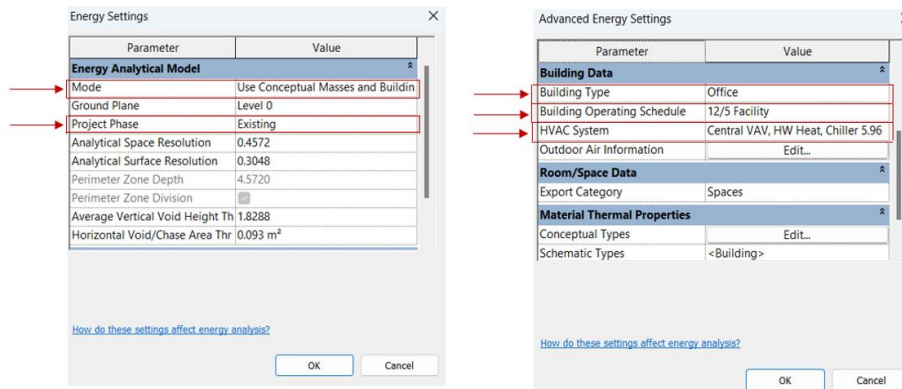 Energy Settings
Parameter Value
Energy Analytical Model
Mode Use Conceptual Masses and Buildin
Ground Plane Level 0
Project Phase Existing
Analytical Space Resolution 0.4572
Analytical Surface Resolution 0.3048
Perimeter Zone Depth 4.5720
Perimeter Zone Division
Average Vertical Void Height Th 1.8288
Horizontal Void/Chase Area Thr 0.093 m²
How do these settings affect energy analysis?
OK Cancel
Advanced Energy Settings
Parameter Value
Building Data
Building Type Office
Building Operating Schedule 12/5 Facility
HVAC System Central VAV, HW Heat, Chiller 5.96
Outdoor Air Information Edit...
Room/Space Data
Export Category Spaces
Material Thermal Properties
Conceptual Types Edit...
Schematic Types <Building>
How do these settings affect energy analysis?
OK Cancel